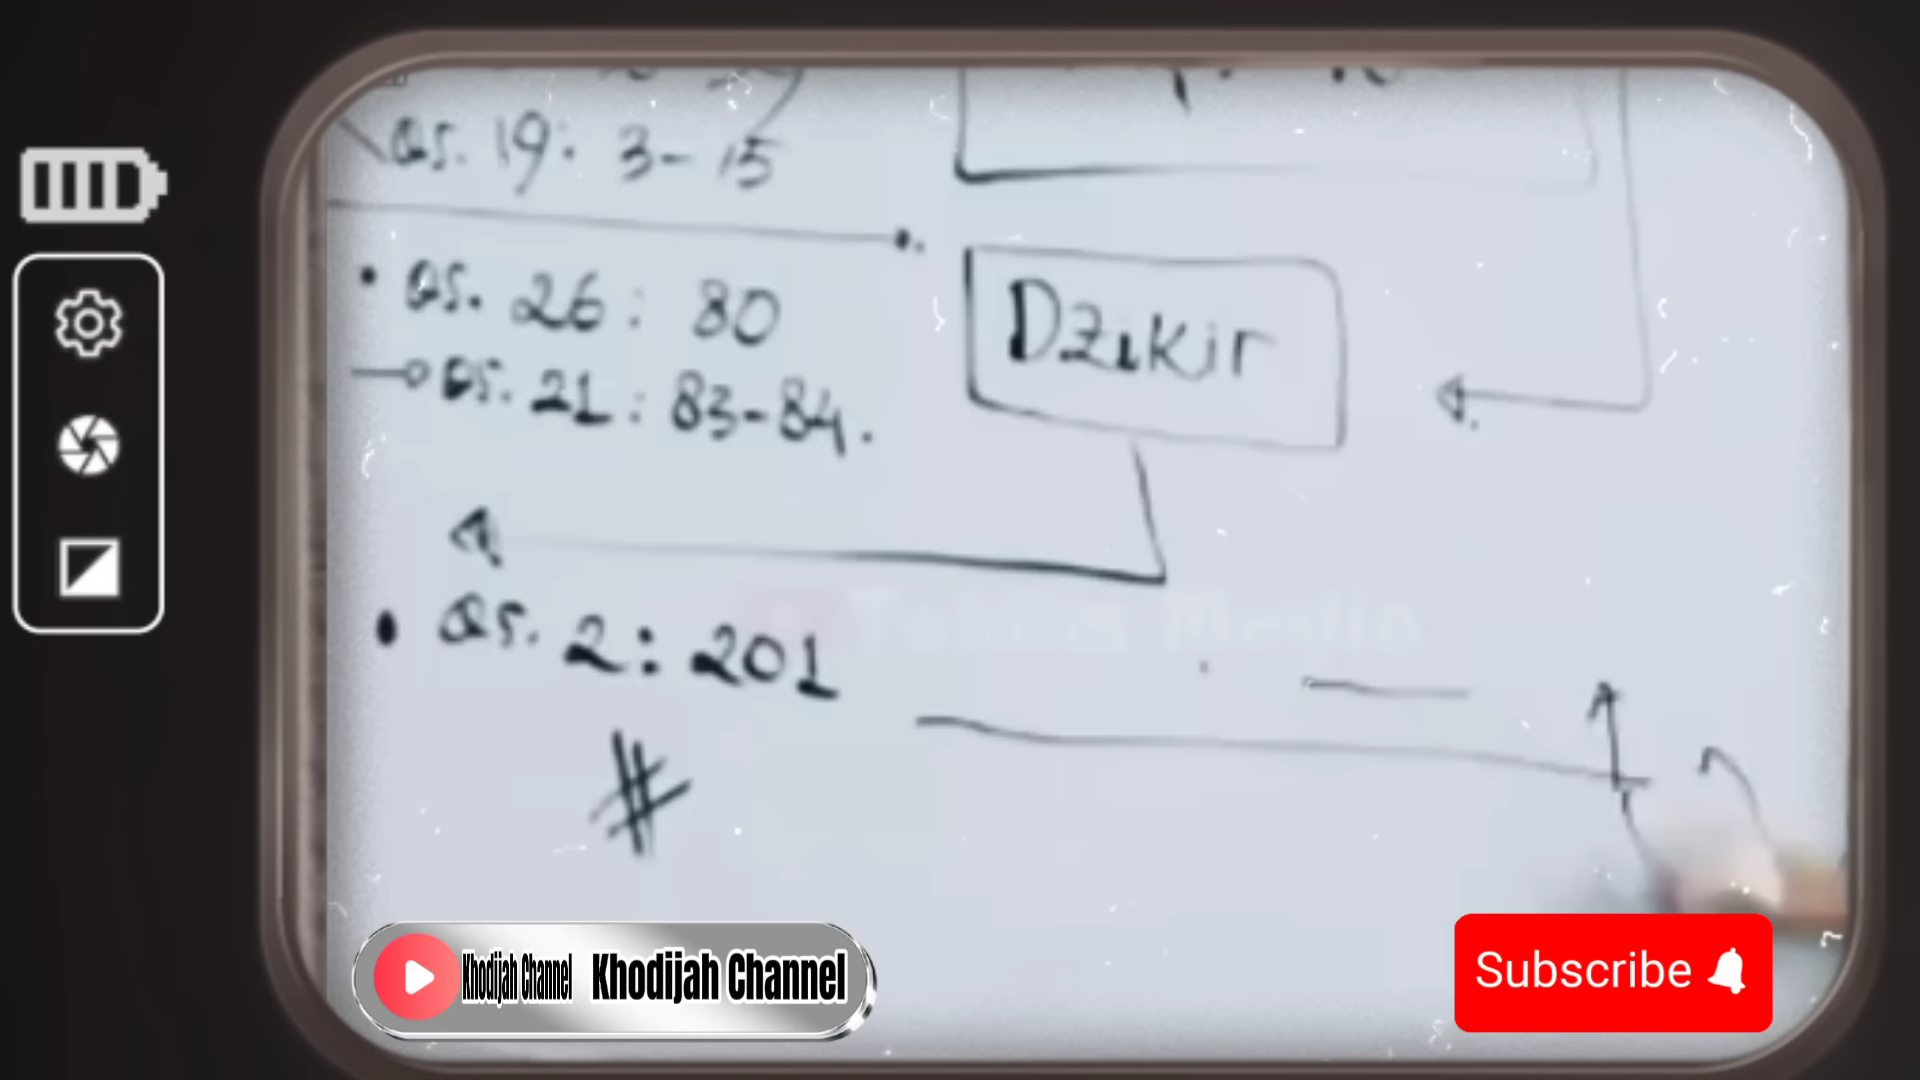 QS. 19: 3-15
• QS. 26: 80
QS. 21: 83-84.
Dzikir
• QS. 2: 201
#
Khodijah Channel Khodijah Channel
Subscribe